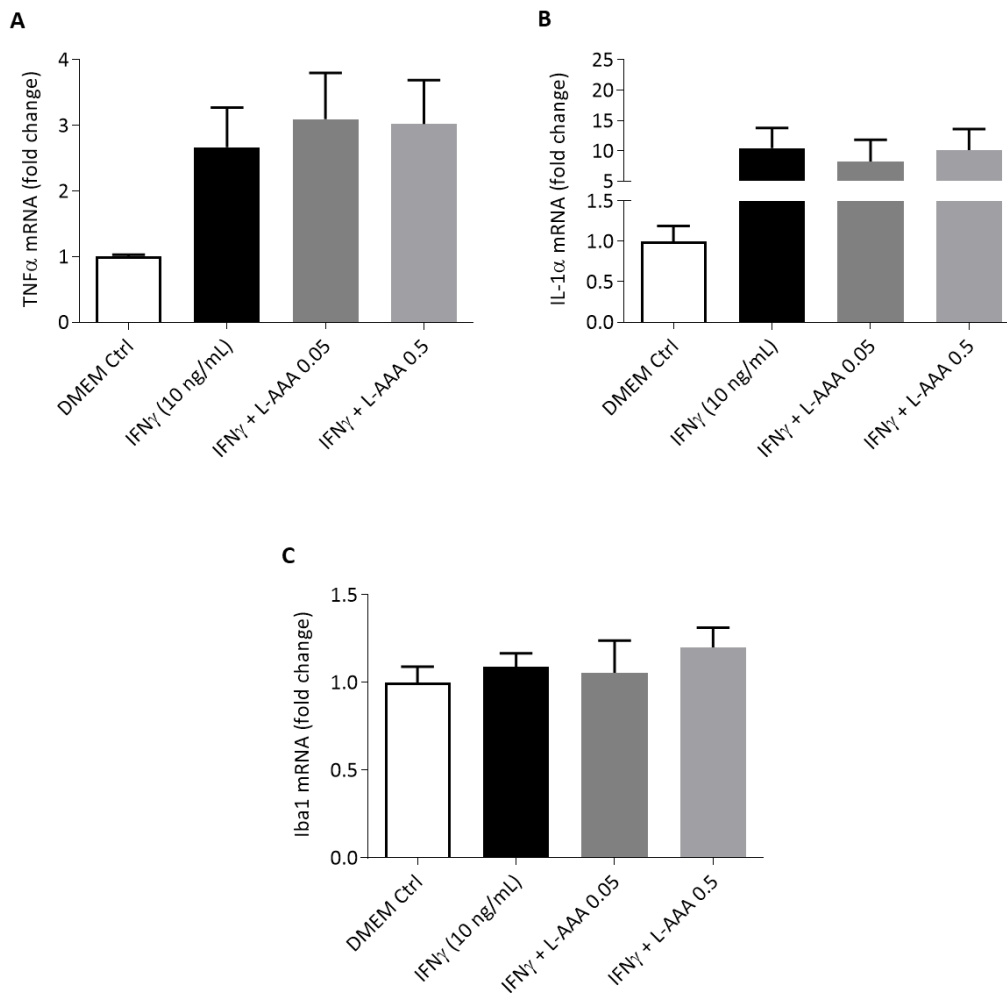 A
TNFα mRNA (fold change)
4
3
2
1
0
DMEM Ctrl
IFNγ (10 ng/mL)
IFNγ + L-AAA 0.05
IFNγ + L-AAA 0.5
B
IL-1α mRNA (fold change)
25
20
15
10
5
1.5
1.0
0.5
0.0
DMEM Ctrl
IFNγ (10 ng/mL)
IFNγ + L-AAA 0.05
IFNγ + L-AAA 0.5
C
Iba1 mRNA (fold change)
1.5
1.0
0.5
0.0
DMEM Ctrl
IFNγ (10 ng/mL)
IFNγ + L-AAA 0.05
IFNγ + L-AAA 0.5